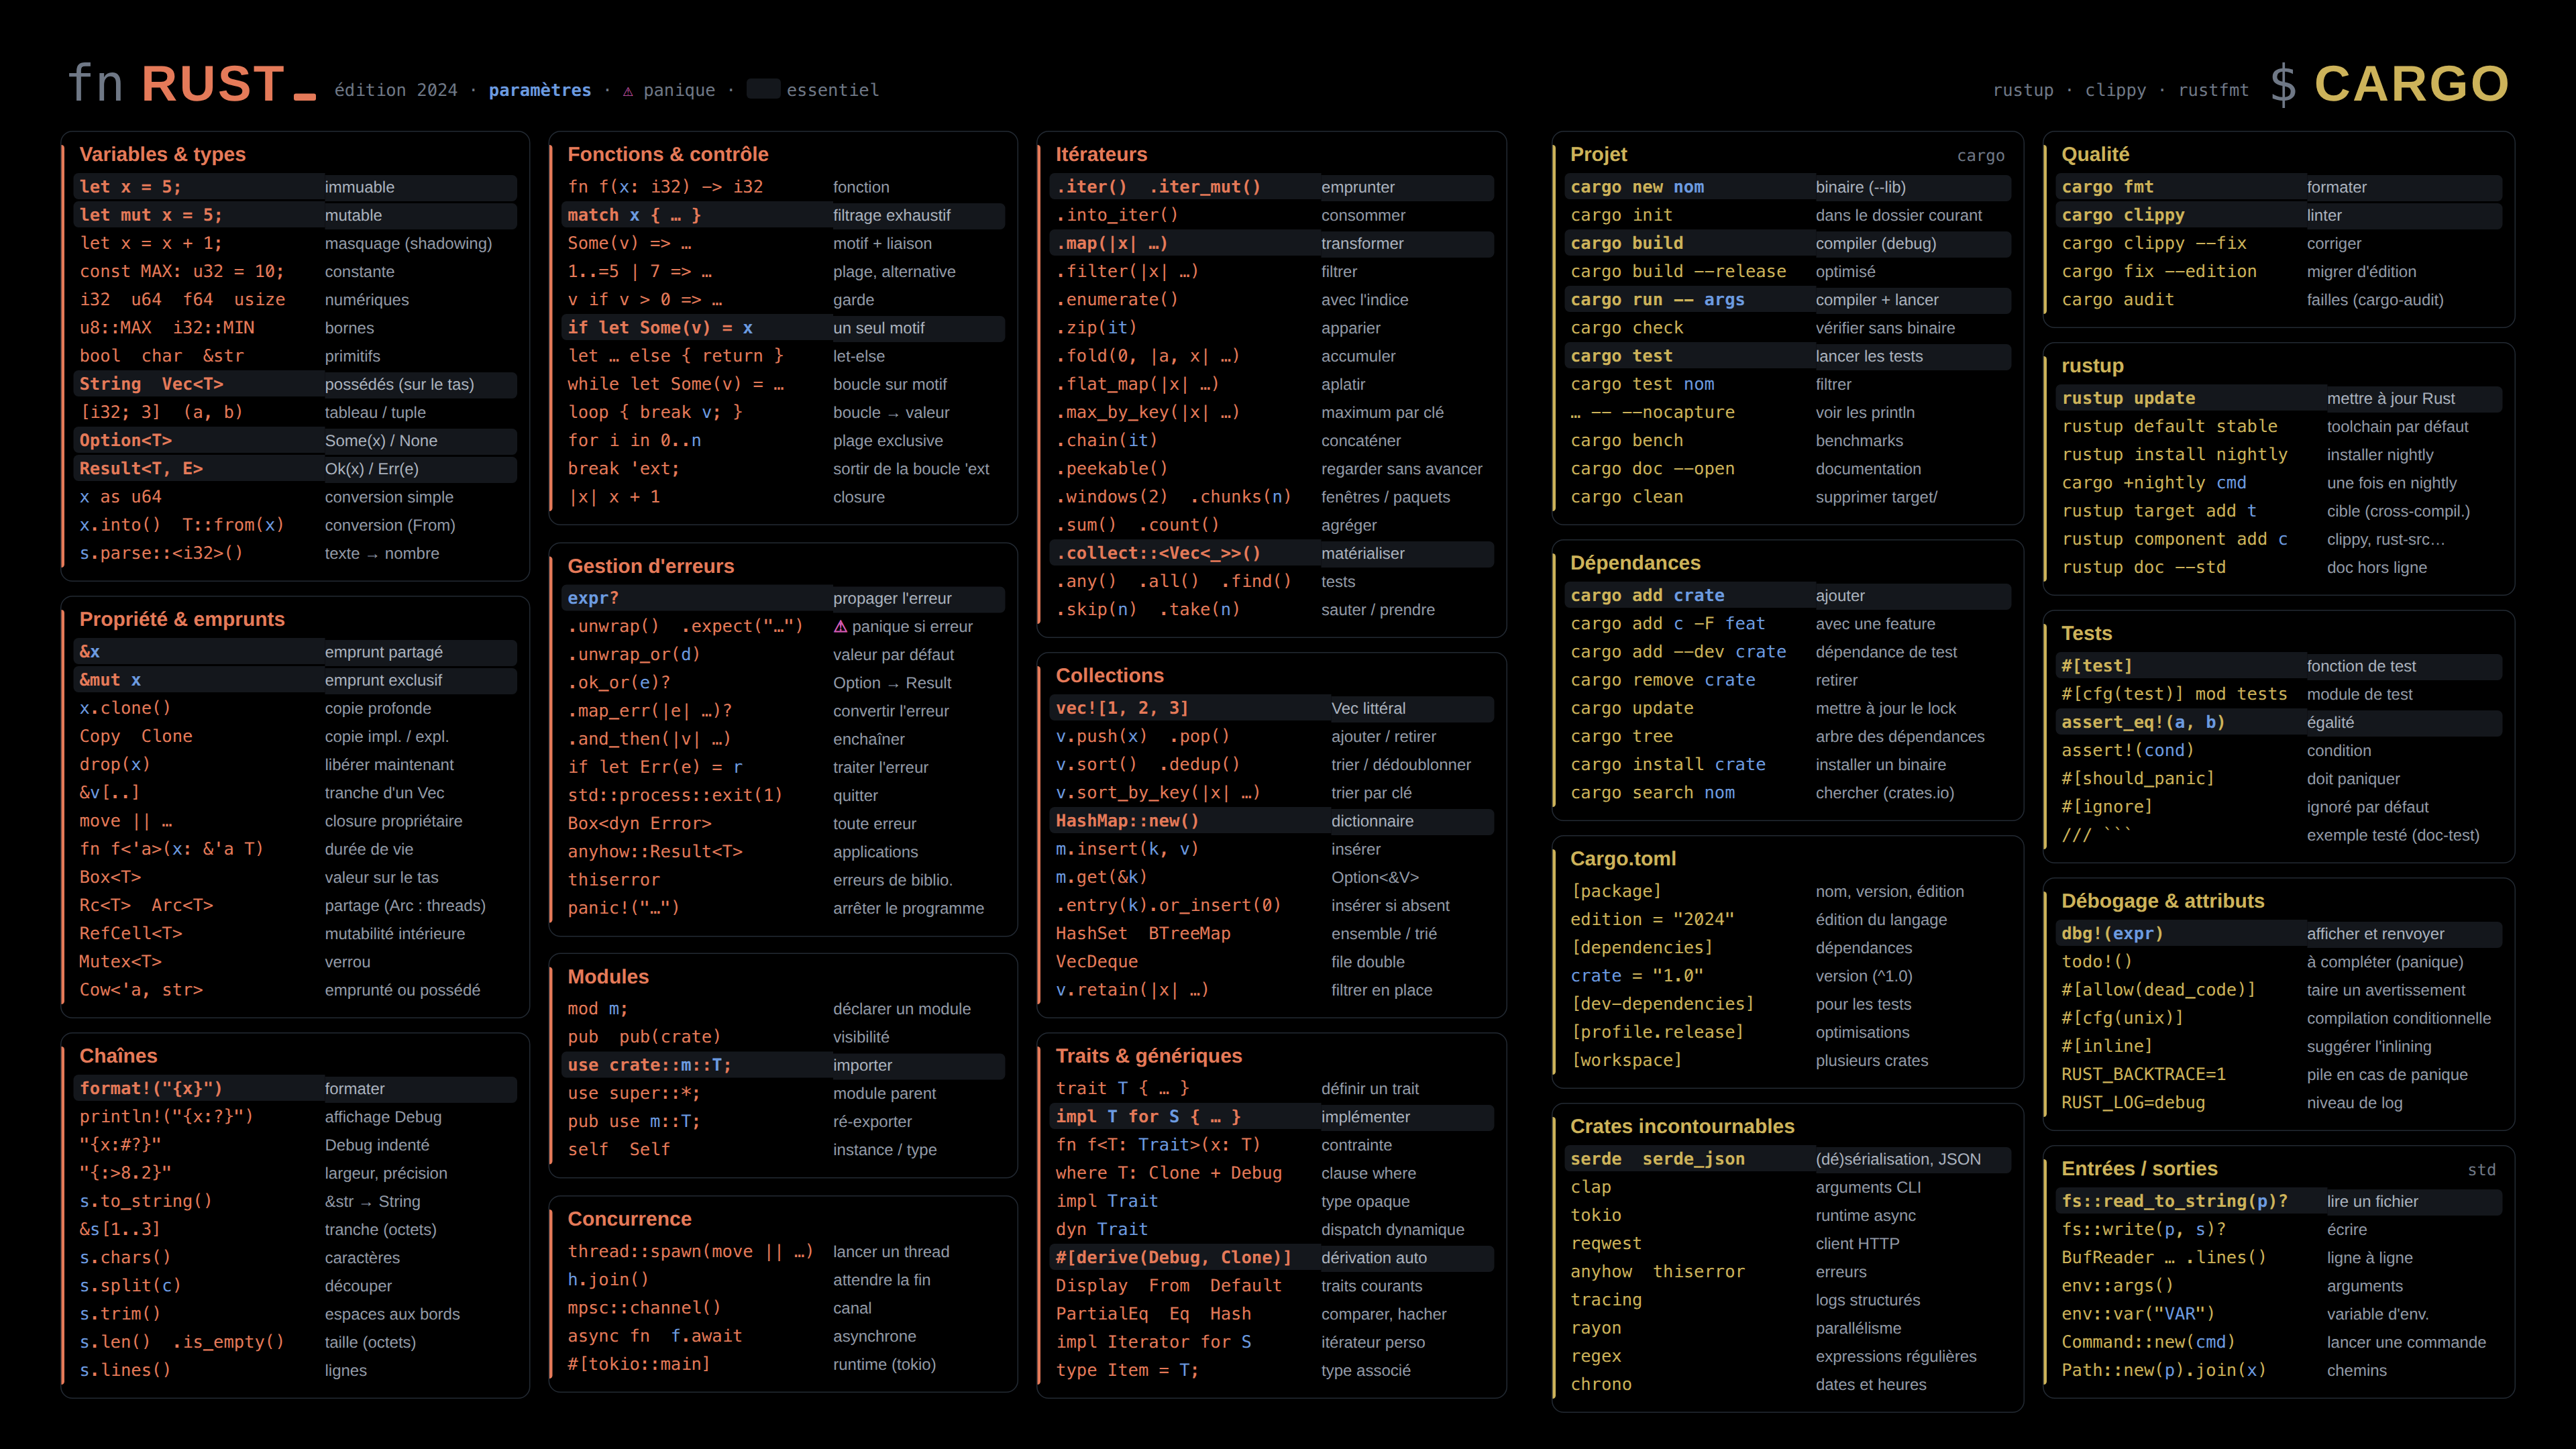 fn RUST_ édition 2024 · paramètres · ⚠ panique · essentiel
rustup · clippy · rustfmt $ CARGO
Variables & types
let x = 5; immuable
let mut x = 5; mutable
let x = x + 1; masquage (shadowing)
const MAX: u32 = 10; constante
i32 u64 f64 usize numériques
u8::MAX i32::MIN bornes
bool char &str primitifs
String Vec<T> possédés (sur le tas)
[i32; 3] (a, b) tableau / tuple
Option<T> Some(x) / None
Result<T, E> Ok(x) / Err(e)
x as u64 conversion simple
x.into() T::from(x) conversion (From)
s.parse::<i32>() texte → nombre
Propriété & emprunts
&x emprunt partagé
&mut x emprunt exclusif
x.clone() copie profonde
Copy Clone copie impl. / expl.
drop(x) libérer maintenant
&v[..] tranche d'un Vec
move || … closure propriétaire
fn f<'a>(x: &'a T) durée de vie
Box<T> valeur sur le tas
Rc<T> Arc<T> partage (Arc : threads)
RefCell<T> mutabilité intérieure
Mutex<T> verrou
Cow<'a, str> emprunté ou possédé
Chaînes
format!("{x}") formater
println!("{x:?}") affichage Debug
"{x:#?}" Debug indenté
"{:>8.2}" largeur, précision
s.to_string() &str → String
&s[1..3] tranche (octets)
s.chars() caractères
s.split(c) découper
s.trim() espaces aux bords
s.len() .is_empty() taille (octets)
s.lines() lignes
Fonctions & contrôle
fn f(x: i32) -> i32 fonction
match x { … } filtrage exhaustif
Some(v) => … motif + liaison
1..=5 | 7 => … plage, alternative
v if v > 0 => … garde
if let Some(v) = x un seul motif
let … else { return } let-else
while let Some(v) = … boucle sur motif
loop { break v; } boucle → valeur
for i in 0..n plage exclusive
break 'ext; sortir de la boucle 'ext
|x| x + 1 closure
Gestion d'erreurs
expr? propager l'erreur
.unwrap() .expect("…") ⚠ panique si erreur
.unwrap_or(d) valeur par défaut
.ok_or(e)? Option → Result
.map_err(|e| …)? convertir l'erreur
.and_then(|v| …) enchaîner
if let Err(e) = r traiter l'erreur
std::process::exit(1) quitter
Box<dyn Error> toute erreur
anyhow::Result<T> applications
thiserror erreurs de biblio.
panic!("…") arrêter le programme
Modules
mod m; déclarer un module
pub pub(crate) visibilité
use crate::m::T; importer
use super::*; module parent
pub use m::T; ré-exporter
self Self instance / type
Concurrence
thread::spawn(move || …) lancer un thread
h.join() attendre la fin
mpsc::channel() canal
async fn f.await asynchrone
#[tokio::main] runtime (tokio)
Itérateurs
.iter() .iter_mut() emprunter
.into_iter() consommer
.map(|x| …) transformer
.filter(|x| …) filtrer
.enumerate() avec l'indice
.zip(it) apparier
.fold(0, |a, x| …) accumuler
.flat_map(|x| …) aplatir
.max_by_key(|x| …) maximum par clé
.chain(it) concaténer
.peekable() regarder sans avancer
.windows(2) .chunks(n) fenêtres / paquets
.sum() .count() agréger
.collect::<Vec<_>>() matérialiser
.any() .all() .find() tests
.skip(n) .take(n) sauter / prendre
Collections
vec![1, 2, 3] Vec littéral
v.push(x) .pop() ajouter / retirer
v.sort() .dedup() trier / dédoublonner
v.sort_by_key(|x| …) trier par clé
HashMap::new() dictionnaire
m.insert(k, v) insérer
m.get(&k) Option<&V>
.entry(k).or_insert(0) insérer si absent
HashSet BTreeMap ensemble / trié
VecDeque file double
v.retain(|x| …) filtrer en place
Traits & génériques
trait T { … } définir un trait
impl T for S { … } implémenter
fn f<T: Trait>(x: T) contrainte
where T: Clone + Debug clause where
impl Trait type opaque
dyn Trait dispatch dynamique
#[derive(Debug, Clone)] dérivation auto
Display From Default traits courants
PartialEq Eq Hash comparer, hacher
impl Iterator for S itérateur perso
type Item = T; type associé
Projet cargo
cargo new nom binaire (--lib)
cargo init dans le dossier courant
cargo build compiler (debug)
cargo build --release optimisé
cargo run -- args compiler + lancer
cargo check vérifier sans binaire
cargo test lancer les tests
cargo test nom filtrer
… -- --nocapture voir les println
cargo bench benchmarks
cargo doc --open documentation
cargo clean supprimer target/
Dépendances
cargo add crate ajouter
cargo add c -F feat avec une feature
cargo add --dev crate dépendance de test
cargo remove crate retirer
cargo update mettre à jour le lock
cargo tree arbre des dépendances
cargo install crate installer un binaire
cargo search nom chercher (crates.io)
Cargo.toml
[package] nom, version, édition
edition = "2024" édition du langage
[dependencies] dépendances
crate = "1.0" version (^1.0)
[dev-dependencies] pour les tests
[profile.release] optimisations
[workspace] plusieurs crates
Crates incontournables
serde serde_json (dé)sérialisation, JSON
clap arguments CLI
tokio runtime async
reqwest client HTTP
anyhow thiserror erreurs
tracing logs structurés
rayon parallélisme
regex expressions régulières
chrono dates et heures
Qualité
cargo fmt formater
cargo clippy linter
cargo clippy --fix corriger
cargo fix --edition migrer d'édition
cargo audit failles (cargo-audit)
rustup
rustup update mettre à jour Rust
rustup default stable toolchain par défaut
rustup install nightly installer nightly
cargo +nightly cmd une fois en nightly
rustup target add t cible (cross-compil.)
rustup component add c clippy, rust-src…
rustup doc --std doc hors ligne
Tests
#[test] fonction de test
#[cfg(test)] mod tests module de test
assert_eq!(a, b) égalité
assert!(cond) condition
#[should_panic] doit paniquer
#[ignore] ignoré par défaut
/// ``` exemple testé (doc-test)
Débogage & attributs
dbg!(expr) afficher et renvoyer
todo!() à compléter (panique)
#[allow(dead_code)] taire un avertissement
#[cfg(unix)] compilation conditionnelle
#[inline] suggérer l'inlining
RUST_BACKTRACE=1 pile en cas de panique
RUST_LOG=debug niveau de log
Entrées / sorties std
fs::read_to_string(p)? lire un fichier
fs::write(p, s)? écrire
BufReader … .lines() ligne à ligne
env::args() arguments
env::var("VAR") variable d'env.
Command::new(cmd) lancer une commande
Path::new(p).join(x) chemins